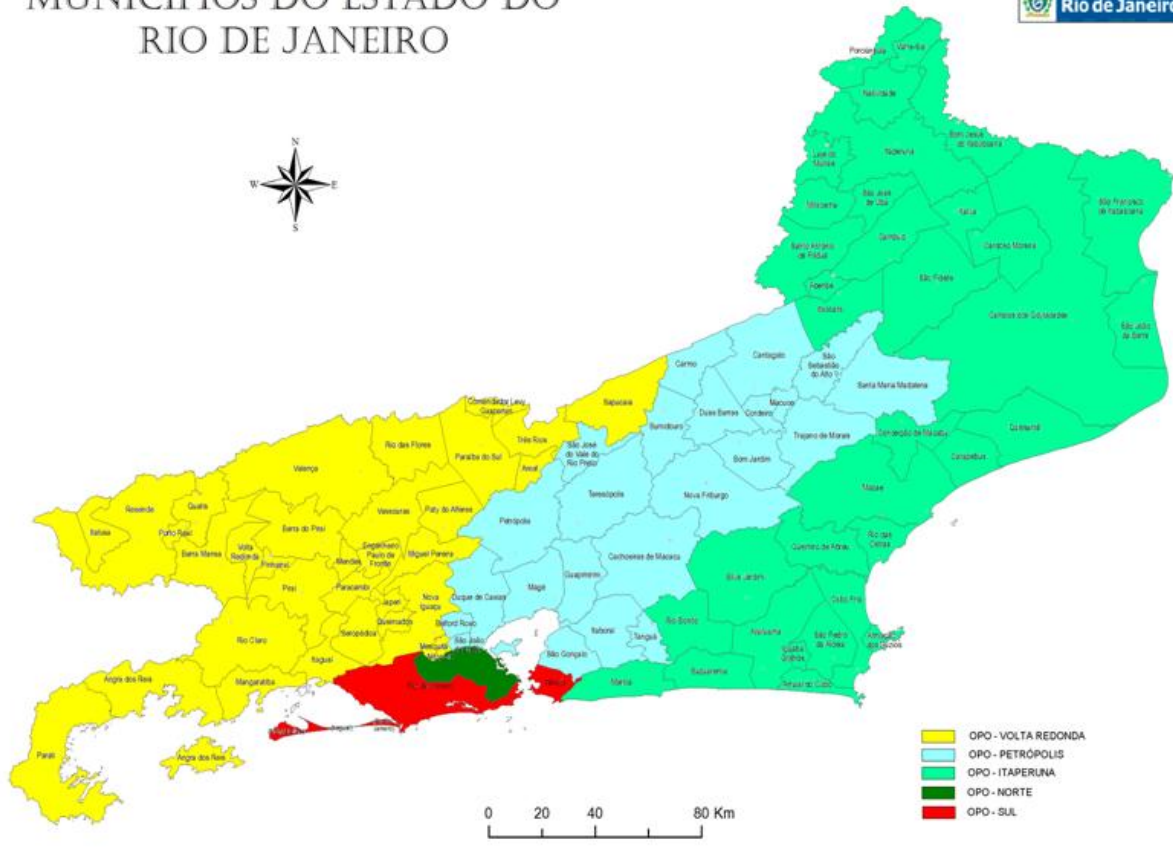 MUNICÍPIOS DO ESTADO DO
RIO DE JANEIRO
Rio de Janeiro
N
W
E
S
Porciúncula
Varre-Sai
Natividade
Bom Jesus
do Itabapoana
Itaperuna
Laje do
Muriaé
São José
de Ubá
Miracema
Italva
São Francisco
de Itabapoana
Cambuci
Cardoso Moreira
Santo Antônio
de Pádua
São Fidelis
Aperibé
Itaocara
Campos dos Goytacazes
São João
da Barra
Cantagalo
São
Sebastião
do Alto
Carmo
Santa Maria Madalena
Macuco
Cordeiro
Duas Barras
Sumidouro
Trajano de Morais
Conceição de Macabu
Quissamã
Carapebus
Sapucaia
Comendador Levy
Gasparian
Três Rios
Rio das Flores
Paraíba do Sul
São José
do Vale do
Rio Preto
Areal
Bom Jardim
Valença
Teresópolis
Nova Friburgo
Macaé
Quatis
Resende
Vassouras
Paty do Alferes
Petrópolis
Itatiaia
Porto Real
Barra do Piraí
Barra Mansa
Volta
Redonda
Pinheiral
Mendes
Engenheiro
Paulo de
Frontin
Miguel Pereira
Cachoeiras de Macacu
Rio das
Ostras
Casimiro de Abreu
Silva Jardim
Piraí
Paracambi
Japeri
Nova
Iguaçu
Duque de Caxias
Magé
Guapimirim
Cabo Frio
Queimados
Seropédica
Belford Roxo
Rio Claro
São João
Itaboraí
Tanguá
Rio Bonito
Araruama
São Pedro
da Aldeia
Armação
dos Búzios
Mesquita
Itaguaí
São Gonçalo
Iguaba
Grande
Angra dos Reis
Mangaratiba
Maricá
Saquarema
Arraial do Cabo
Parati
Angra dos Reis
OPO - VOLTA REDONDA
OPO - PETRÓPOLIS
OPO - ITAPERUNA
OPO - NORTE
OPO - SUL
0 20 40 80 Km